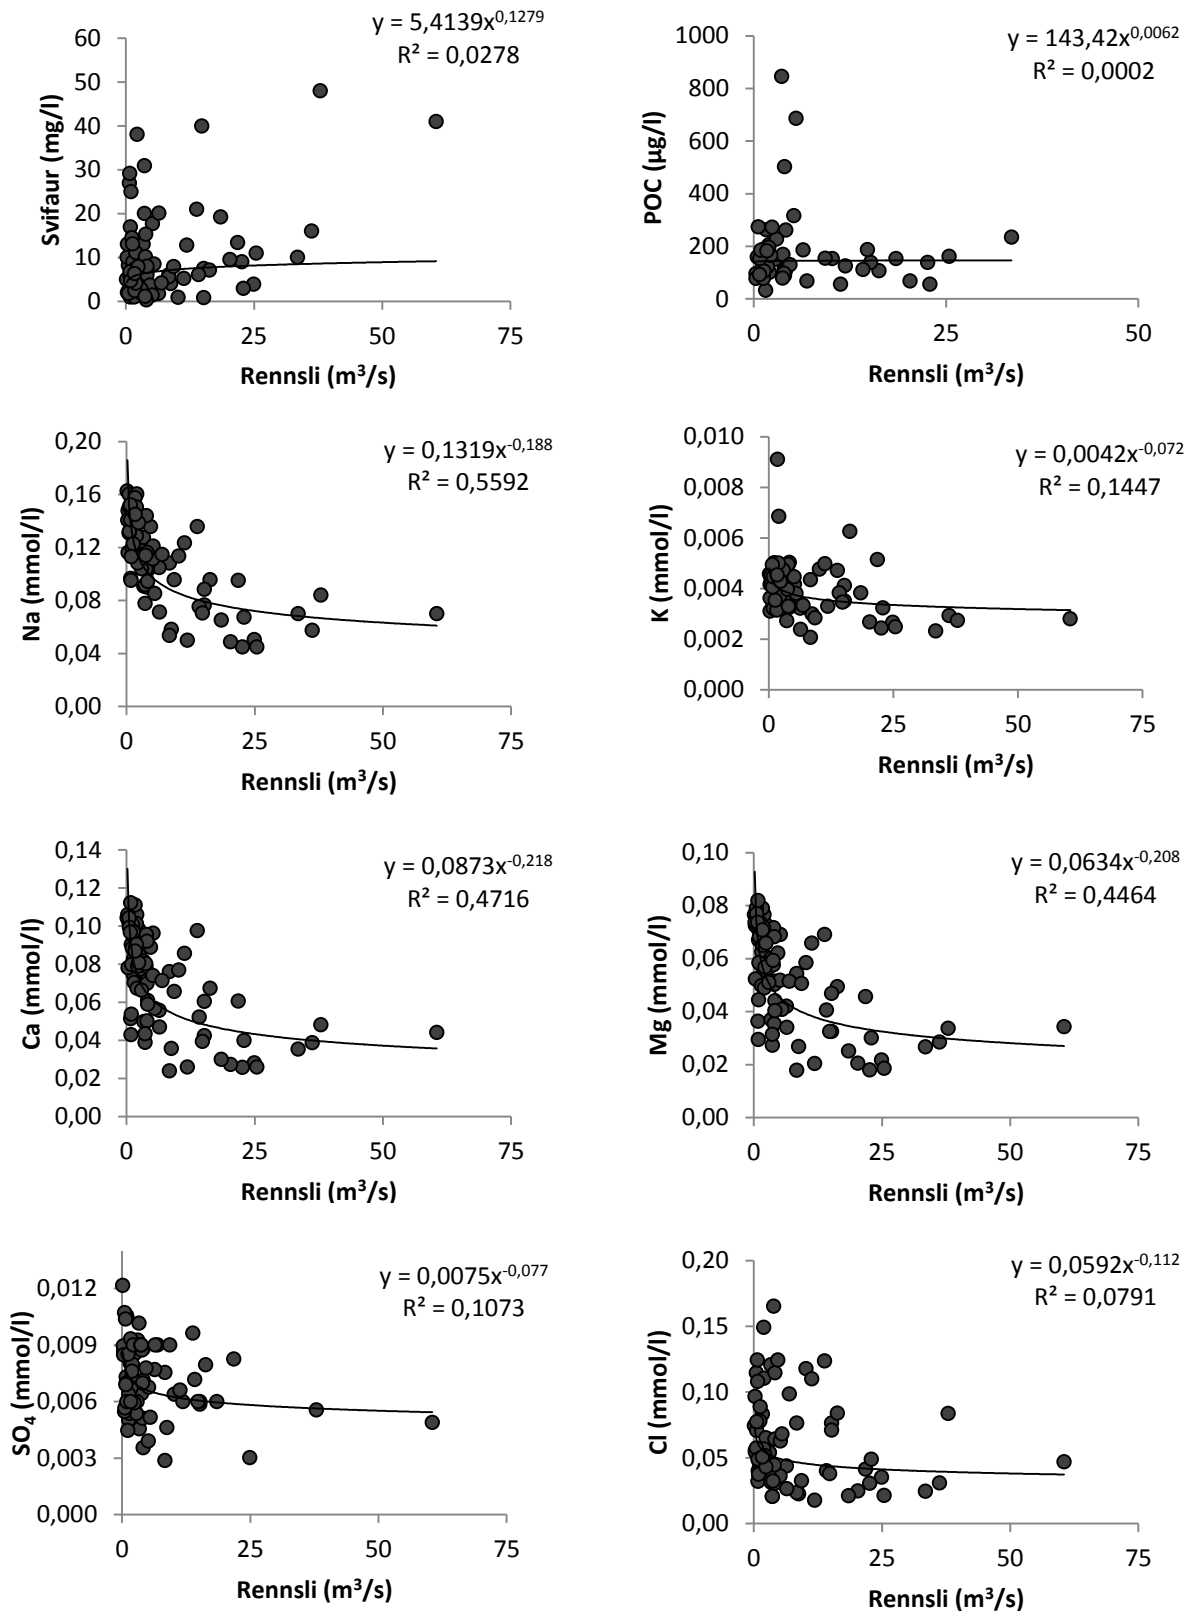 y = 5,4139x^0,1279
R² = 0,0278
60
50
40
30
20
10
0
Svifaur (mg/l)
0 25 50 75
Rennsli (m³/s)
y = 143,42x^0,0062
R² = 0,0002
1000
800
600
400
200
0
POC (µg/l)
0 25 50
Rennsli (m³/s)
y = 0,1319x^-0,188
R² = 0,5592
0,20
0,16
0,12
0,08
0,04
0,00
Na (mmol/l)
0 25 50 75
Rennsli (m³/s)
y = 0,0042x^-0,072
R² = 0,1447
0,010
0,008
0,006
0,004
0,002
0,000
K (mmol/l)
0 25 50 75
Rennsli (m³/s)
y = 0,0873x^-0,218
R² = 0,4716
0,14
0,12
0,10
0,08
0,06
0,04
0,02
0,00
Ca (mmol/l)
0 25 50 75
Rennsli (m³/s)
y = 0,0634x^-0,208
R² = 0,4464
0,10
0,08
0,06
0,04
0,02
0,00
Mg (mmol/l)
0 25 50 75
Rennsli (m³/s)
y = 0,0075x^-0,077
R² = 0,1073
0,012
0,009
0,006
0,003
0,000
SO₄ (mmol/l)
0 25 50 75
Rennsli (m³/s)
y = 0,0592x^-0,112
R² = 0,0791
0,20
0,15
0,10
0,05
0,00
Cl (mmol/l)
0 25 50 75
Rennsli (m³/s)